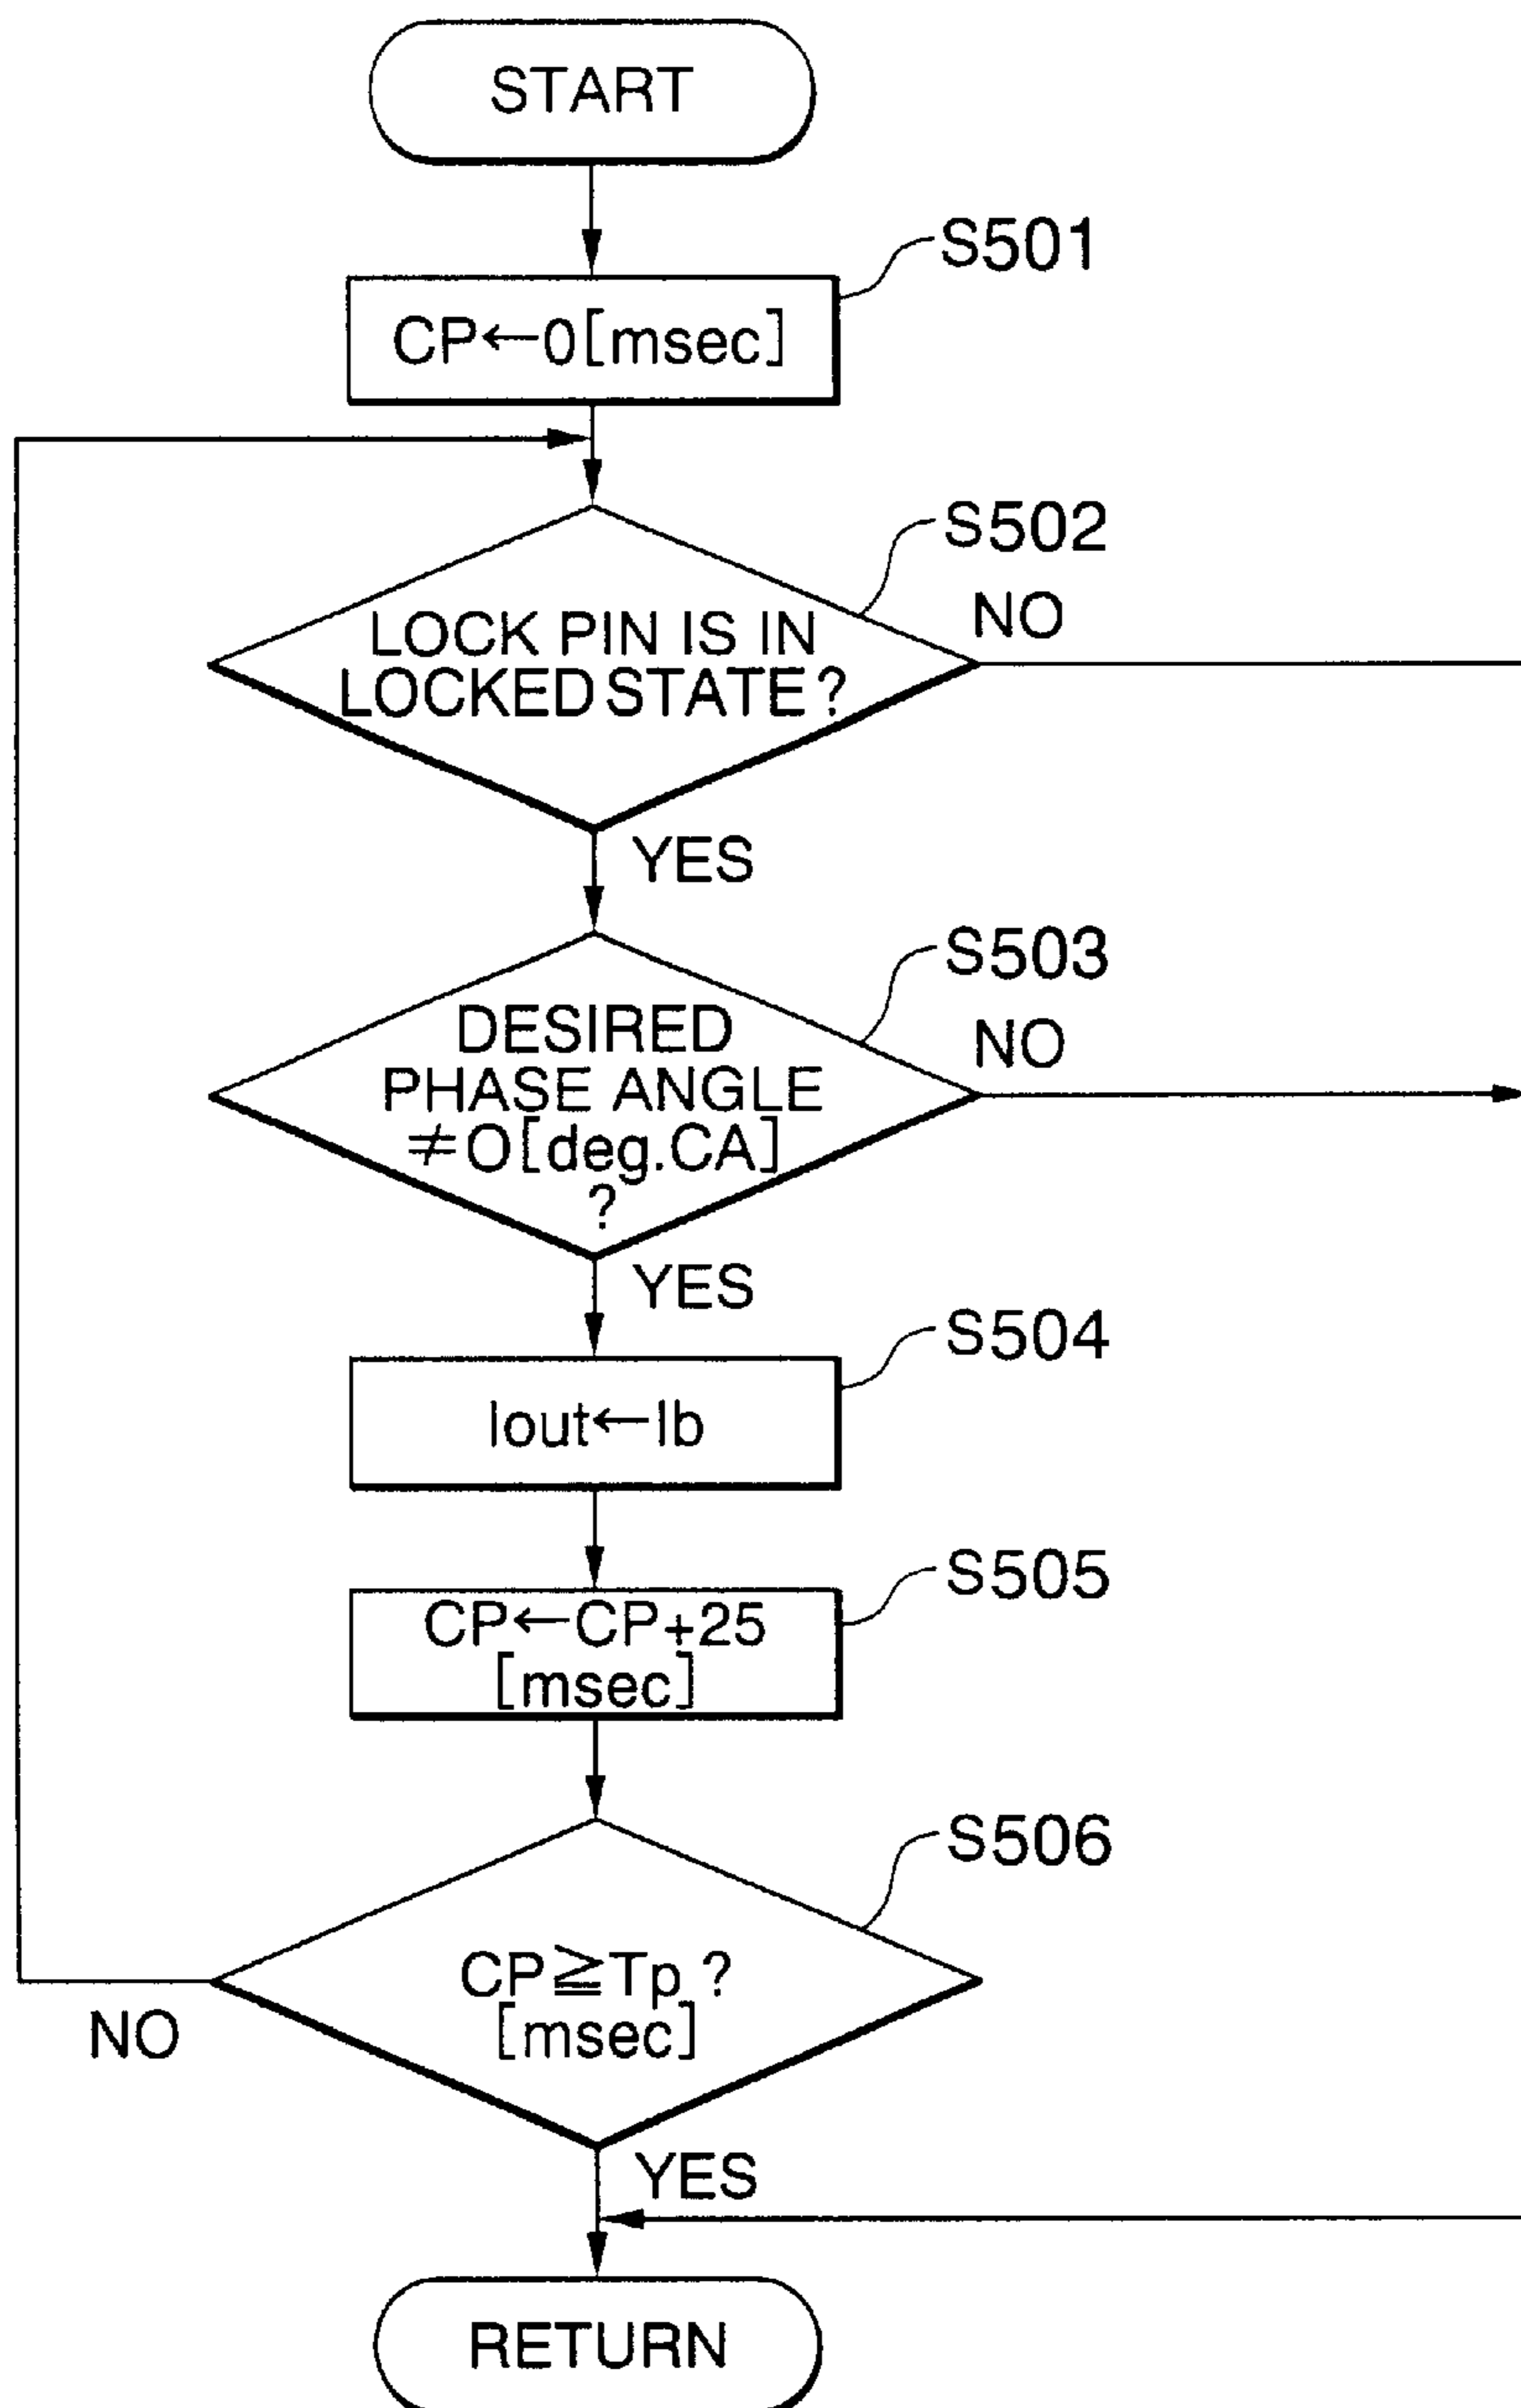 START
S501
CP←0[msec]
S502
NO
LOCK PIN IS IN
LOCKED STATE?
YES
S503
NO
DESIRED
PHASE ANGLE
≠0[deg.CA]
?
YES
S504
Iout←Ib
S505
CP←CP+25
[msec]
S506
CP≧Tp?
[msec]
NO
YES
RETURN